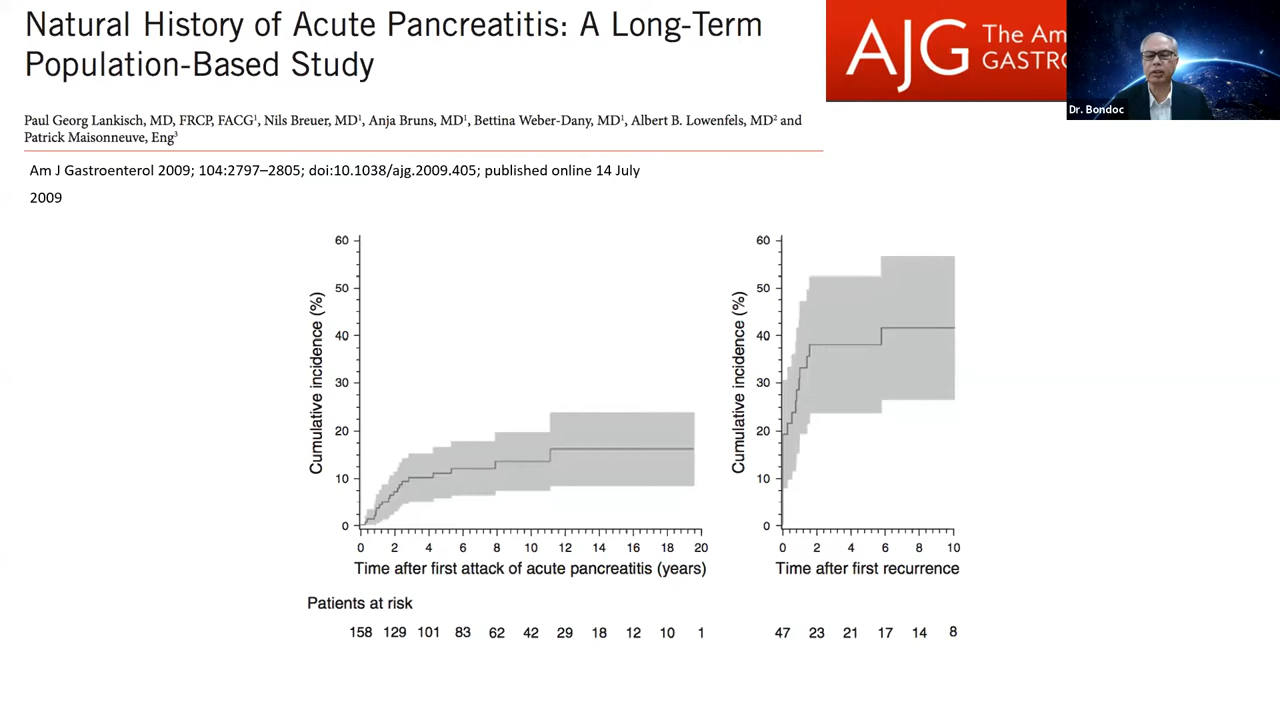 Natural History of Acute Pancreatitis: A Long-Term
Population-Based Study
AJG
The Am
GASTRO
Dr. Bondoc
Paul Georg Lankisch, MD, FRCP, FACG¹, Nils Breuer, MD¹, Anja Bruns, MD¹, Bettina Weber-Dany, MD¹, Albert B. Lowenfels, MD² and
Patrick Maisonneuve, Eng³
Am J Gastroenterol 2009; 104:2797–2805; doi:10.1038/ajg.2009.405; published online 14 July
2009
Cumulative incidence (%)
60
50
40
30
20
10
0
0 2 4 6 8 10 12 14 16 18 20
Time after first attack of acute pancreatitis (years)
Cumulative incidence (%)
60
50
40
30
20
10
0
0 2 4 6 8 10
Time after first recurrence
Patients at risk
158 129 101 83 62 42 29 18 12 10 1
47 23 21 17 14 8